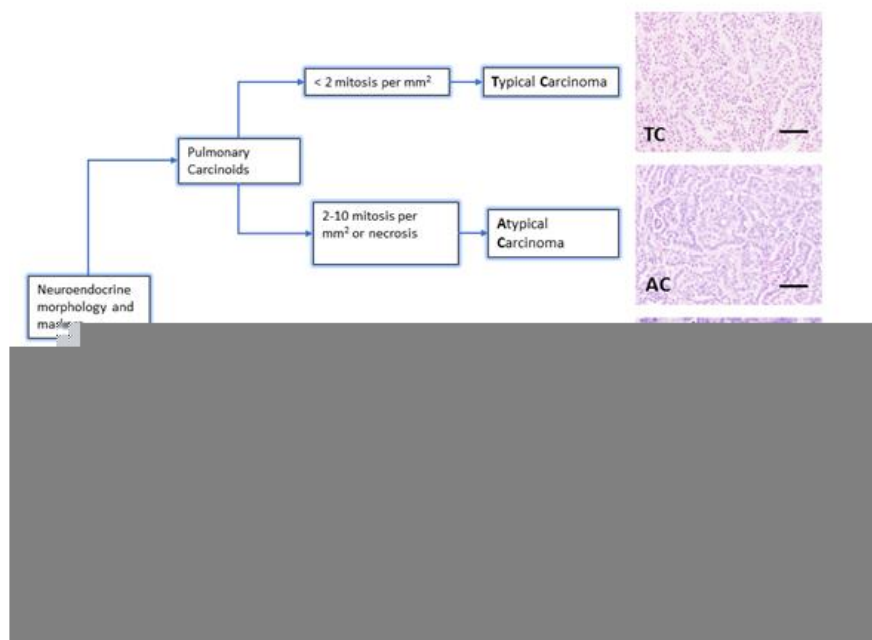 < 2 mitosis per mm²
Typical Carcinoma
TC
Pulmonary
Carcinoids
2-10 mitosis per
mm² or necrosis
Atypical
Carcinoma
AC
Neuroendocrine
morphology and